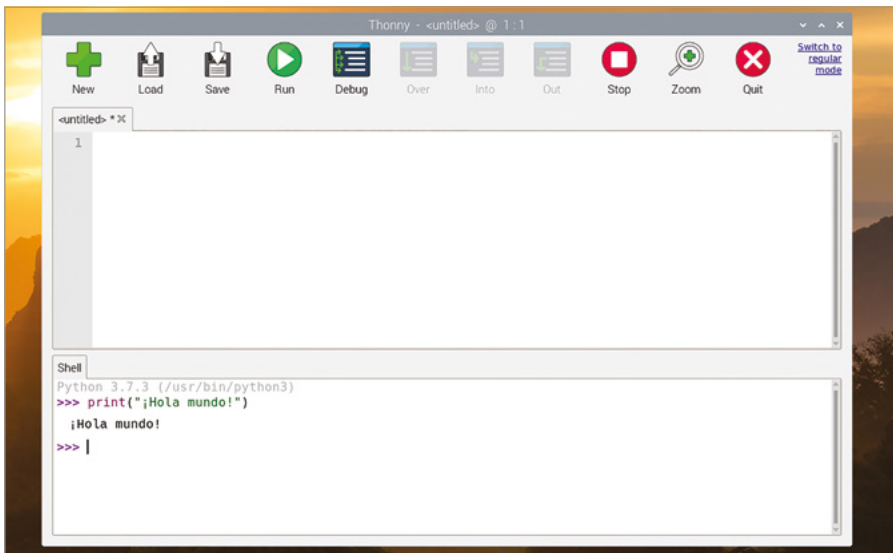 Thonny - <untitled> @ 1:1
New Load Save Run Debug Over Into Out Stop Zoom Quit
Switch to
regular
mode
<untitled> *
1
Shell
Python 3.7.3 (/usr/bin/python3)
>>> print("¡Hola mundo!")
¡Hola mundo!
>>>